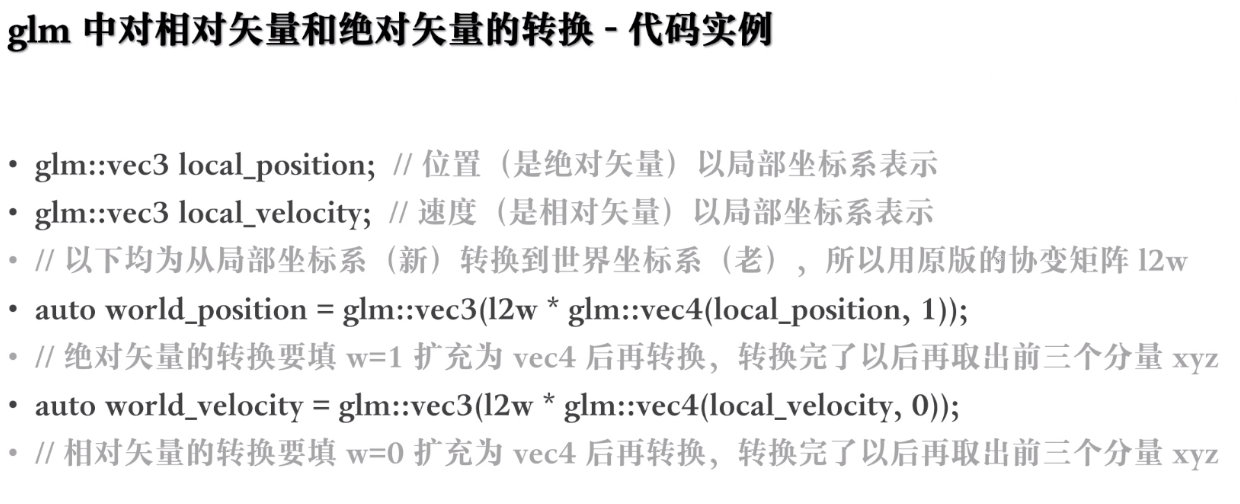 glm 中对相对矢量和绝对矢量的转换 - 代码实例
• glm::vec3 local_position; // 位置（是绝对矢量）以局部坐标系表示
• glm::vec3 local_velocity; // 速度（是相对矢量）以局部坐标系表示
• // 以下均为从局部坐标系（新）转换到世界坐标系（老），所以用原版的协变矩阵 l2w
• auto world_position = glm::vec3(l2w * glm::vec4(local_position, 1));
• // 绝对矢量的转换要填 w=1 扩充为 vec4 后再转换，转换完了以后再取出前三个分量 xyz
• auto world_velocity = glm::vec3(l2w * glm::vec4(local_velocity, 0));
• // 相对矢量的转换要填 w=0 扩充为 vec4 后再转换，转换完了以后再取出前三个分量 xyz